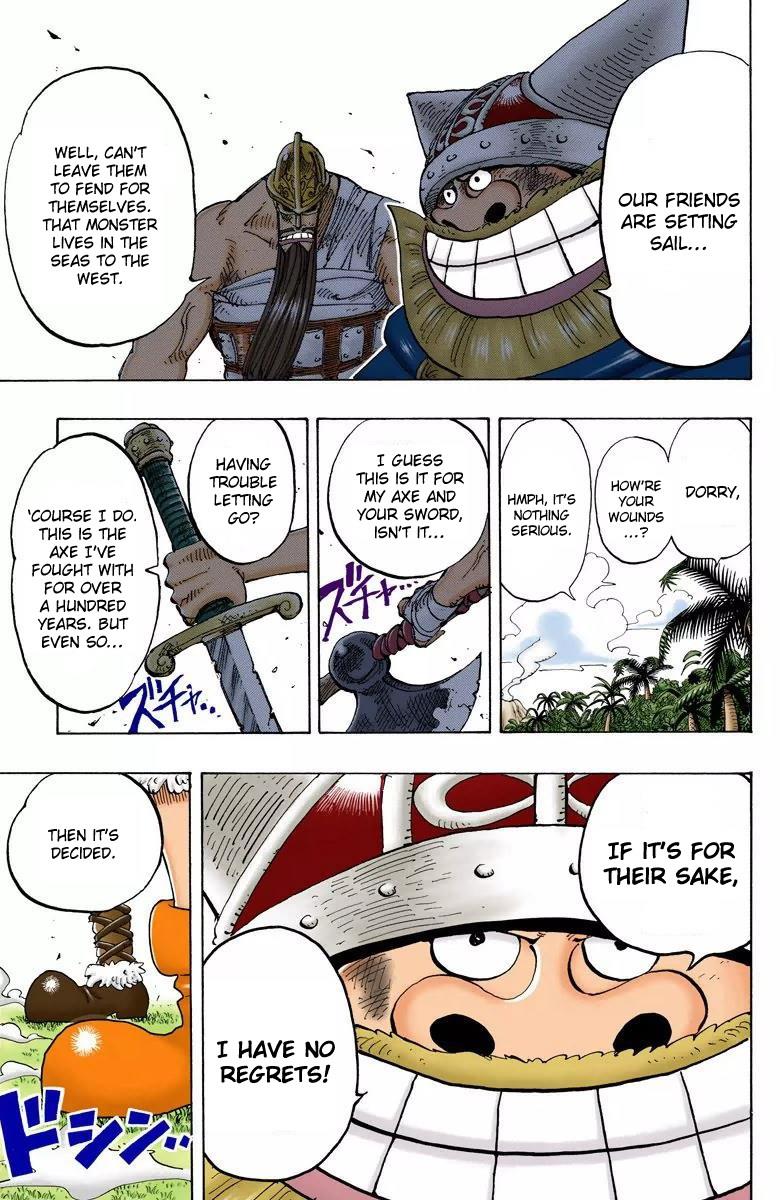 OUR FRIENDS
ARE SETTING
SAIL...
WELL, CAN'T
LEAVE THEM
TO FEND FOR
THEMSELVES.
THAT MONSTER
LIVES IN THE
SEAS TO THE
WEST.
DORRY,
HOW'RE
YOUR
WOUNDS
...?
HMPH, IT'S
NOTHING
SERIOUS.
I GUESS
THIS IS IT FOR
MY AXE AND
YOUR SWORD,
ISN'T IT...
ズチャ...
HAVING
TROUBLE
LETTING
GO?
'COURSE I DO.
THIS IS THE
AXE I'VE
FOUGHT WITH
FOR OVER
A HUNDRED
YEARS. BUT
EVEN SO...
ズチャ..
IF IT'S FOR
THEIR SAKE,
I HAVE NO
REGRETS!
THEN IT'S
DECIDED.
ドシン..